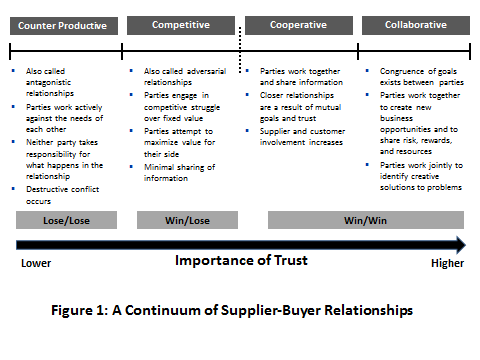 Counter Productive
Competitive
Cooperative
Collaborative
Also called
antagonistic
relationships
Parties work actively
against the needs of
each other
Neither party takes
responsibility for
what happens in the
relationship
Destructive conflict
occurs
Also called adversarial
relationships
Parties engage in
competitive struggle
over fixed value
Parties attempt to
maximize value for
their side
Minimal sharing of
information
Parties work together
and share information
Closer relationships
are a result of mutual
goals and trust
Supplier and customer
involvement increases
Congruence of goals
exists between parties
Parties work together
to create new
business
opportunities and to
share risk, rewards,
and resources
Parties work jointly to
identify creative
solutions to problems
Lose/Lose
Win/Lose
Win/Win
Lower
Importance of Trust
Higher
Figure 1: A Continuum of Supplier-Buyer Relationships